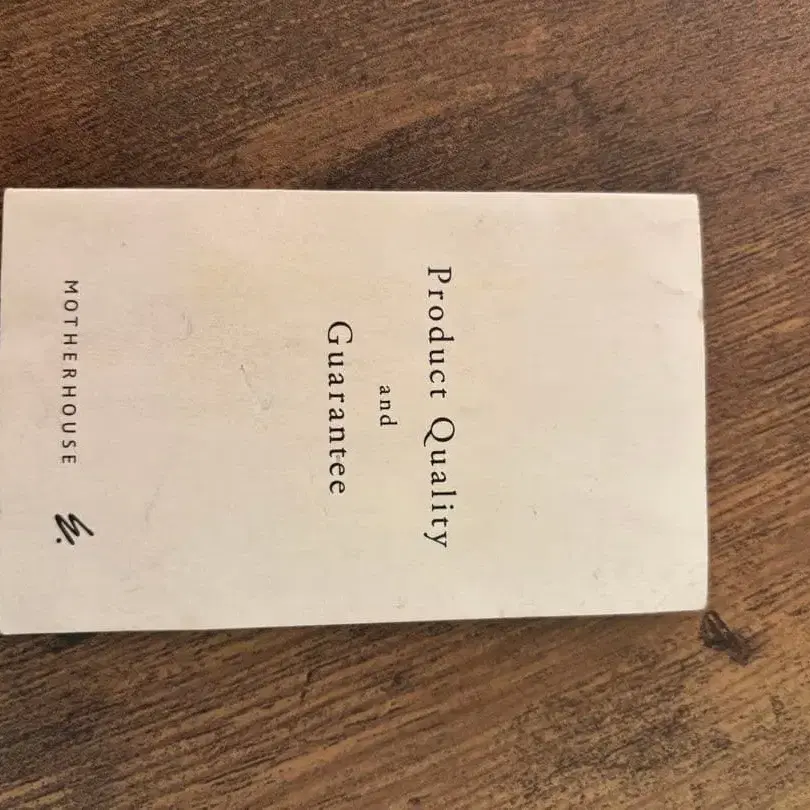 Product Quality
and
Guarantee
MOTHERHOUSE